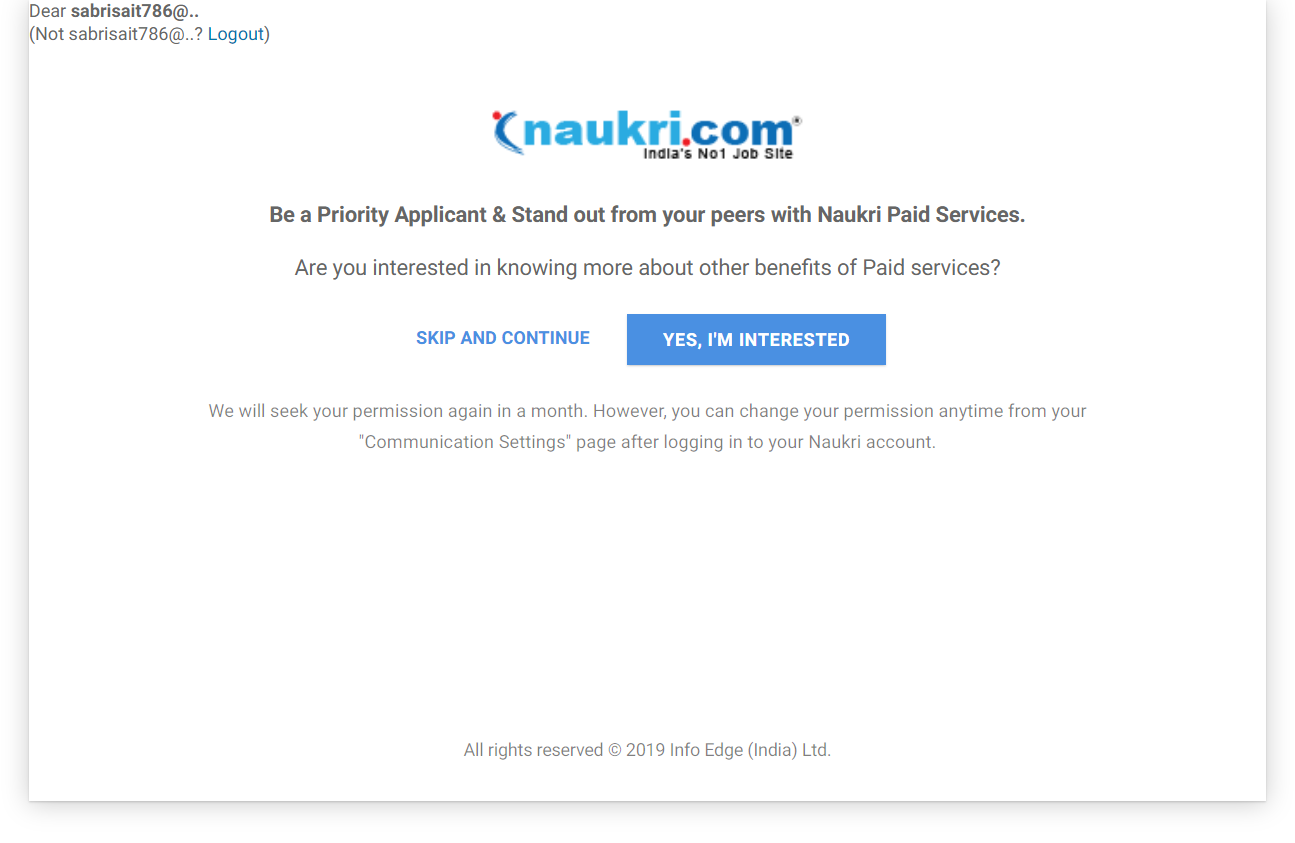 Dear sabrisait786@..
(Not sabrisait786@..? Logout)
naukri.com®
India's No1 Job Site
Be a Priority Applicant & Stand out from your peers with Naukri Paid Services.
Are you interested in knowing more about other benefits of Paid services?
SKIP AND CONTINUE YES, I'M INTERESTED
We will seek your permission again in a month. However, you can change your permission anytime from your
"Communication Settings" page after logging in to your Naukri account.
All rights reserved © 2019 Info Edge (India) Ltd.